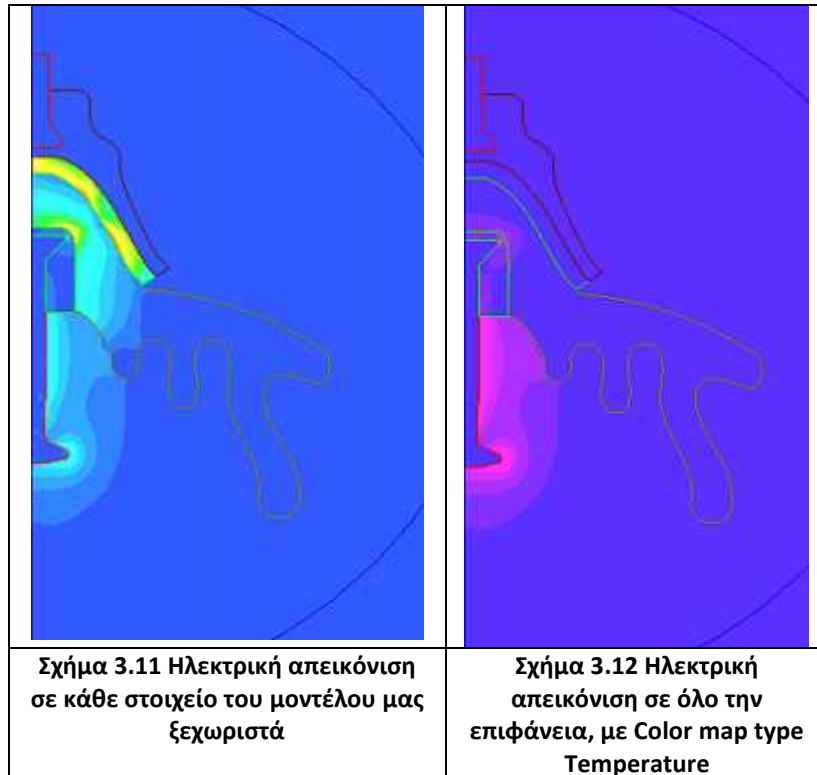 Σχήμα 3.11 Ηλεκτρική απεικόνιση
σε κάθε στοιχείο του μοντέλου μας
ξεχωριστά
Σχήμα 3.12 Ηλεκτρική
απεικόνιση σε όλο την
επιφάνεια, με Color map type
Temperature